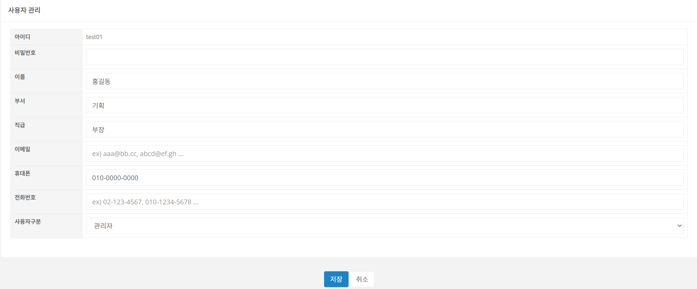 사용자 관리
아이디 test01
비밀번호
이름 홍길동
부서 기획
직급 부장
이메일 ex) aaa@bb.cc, abcd@ef.gh ...
휴대폰 010-0000-0000
전화번호 ex) 02-123-4567, 010-1234-5678 ...
사용자구분 관리자
저장 취소